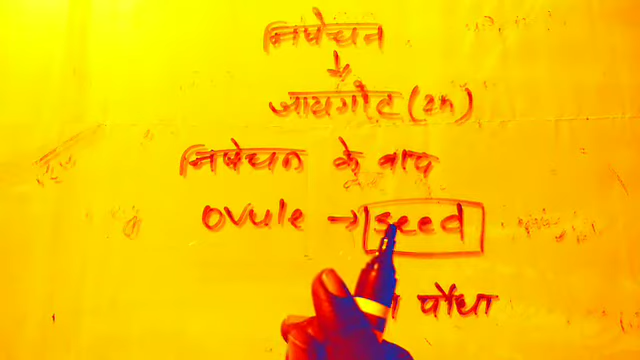 निषेचन
↓
जायगोट (2n)
निषेचन के बाद
ovule → seed
पौधा